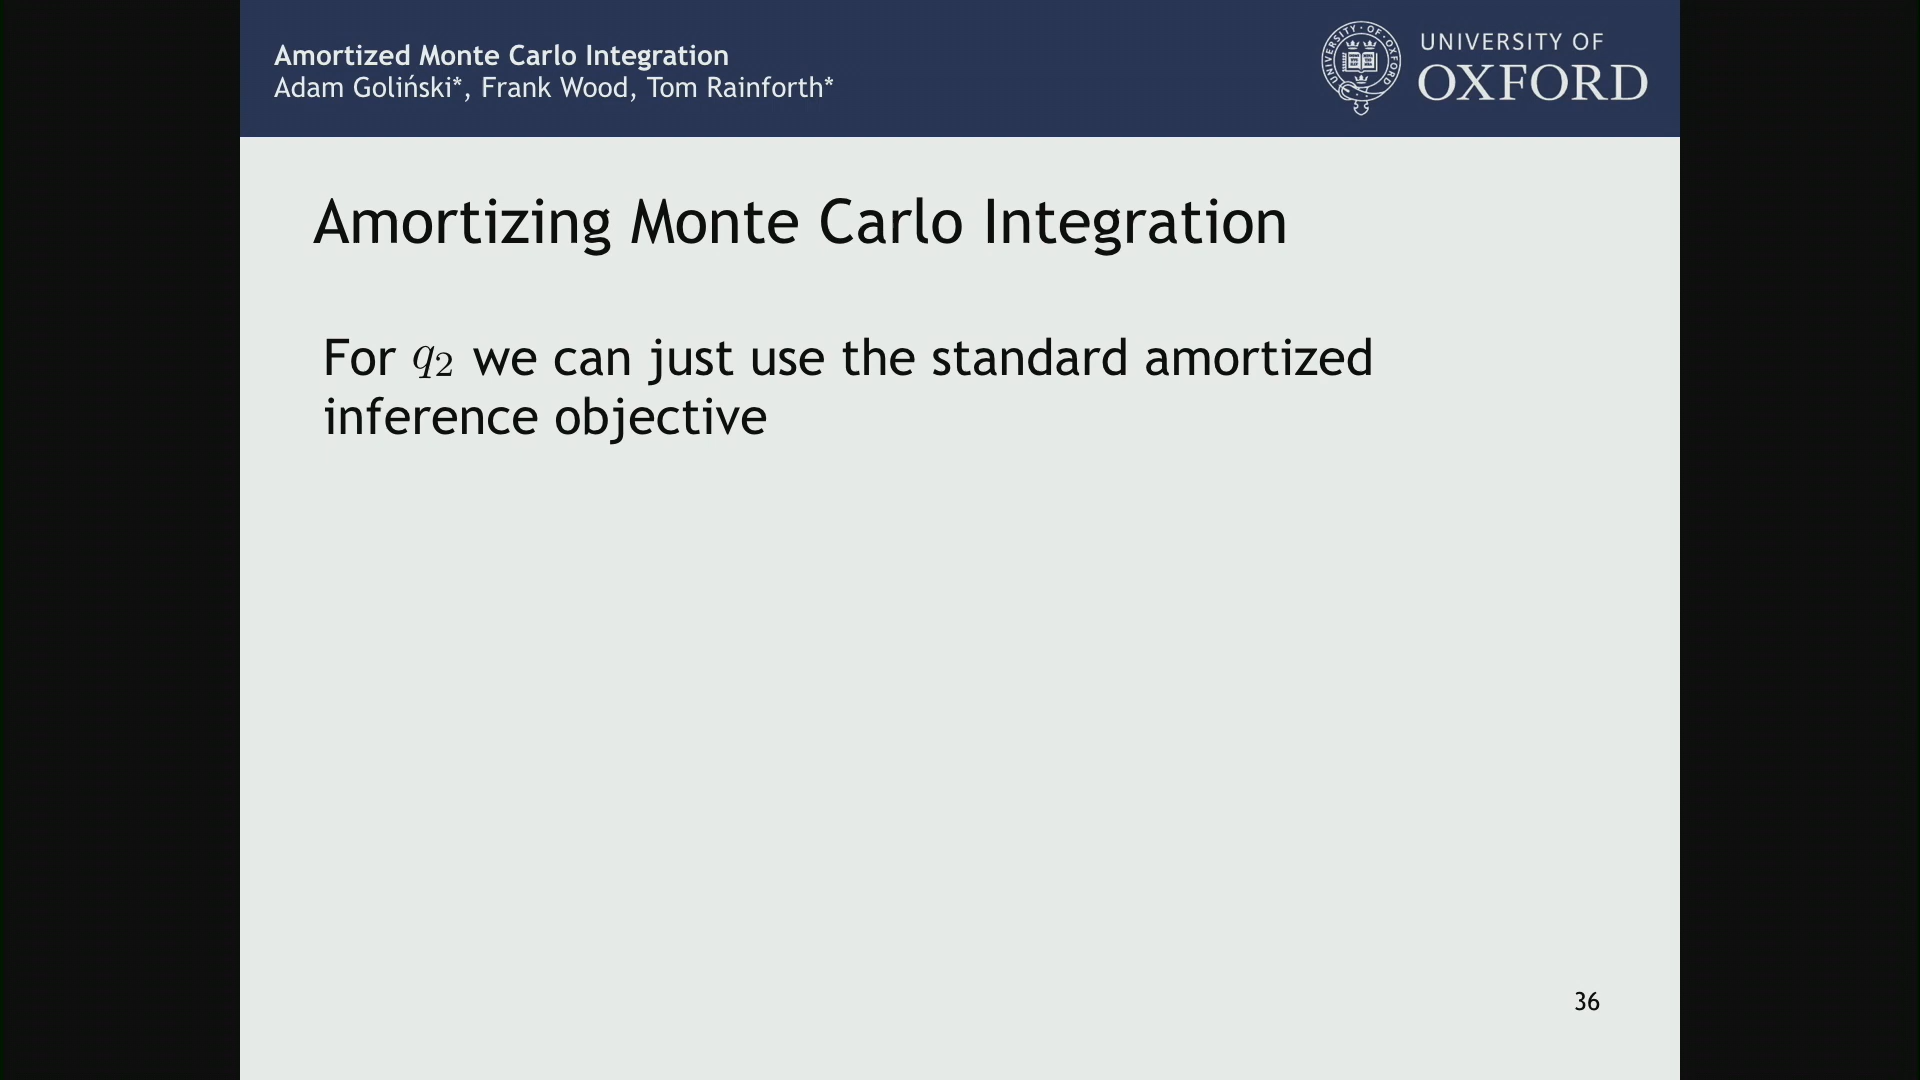 Amortized Monte Carlo Integration
Adam Goliński*, Frank Wood, Tom Rainforth*
UNIVERSITY OF
OXFORD
Amortizing Monte Carlo Integration
For q₂ we can just use the standard amortized
inference objective
36